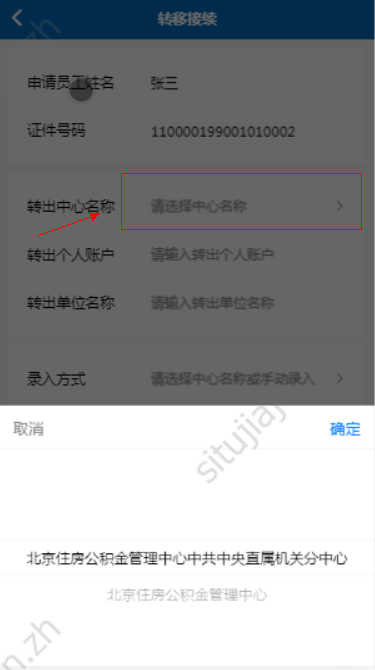 转移接续
申请员工姓名 张三
证件号码 110000199001010002
转出中心名称 请选择中心名称
转出个人账户 请输入转出个人账户
转出单位名称 请输入转出单位名称
录入方式 请选择中心名称或手动录入
取消 确定
situjiaj
北京住房公积金管理中心中共中央直属机关分中心
北京住房公积金管理中心
n.zh